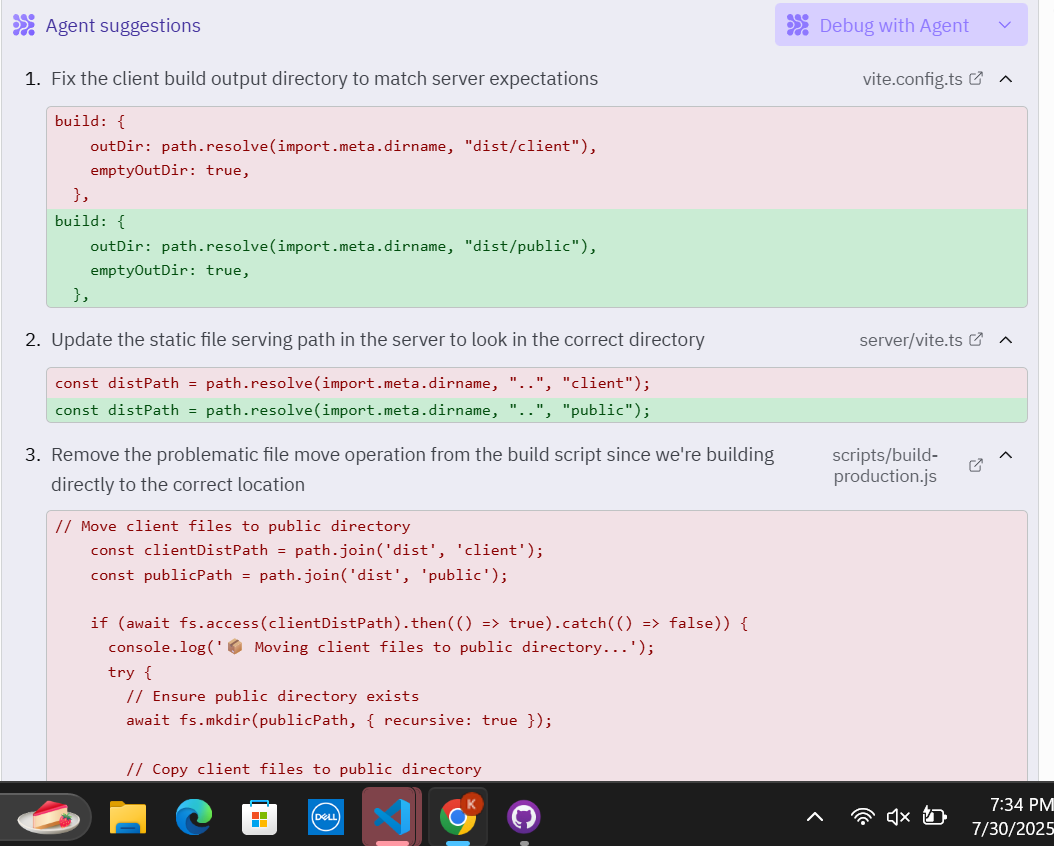 Agent suggestions
Debug with Agent
1. Fix the client build output directory to match server expectations
vite.config.ts
build: {
    outDir: path.resolve(import.meta.dirname, "dist/client"),
    emptyOutDir: true,
  },
build: {
    outDir: path.resolve(import.meta.dirname, "dist/public"),
    emptyOutDir: true,
  },
2. Update the static file serving path in the server to look in the correct directory
server/vite.ts
const distPath = path.resolve(import.meta.dirname, "..", "client");
const distPath = path.resolve(import.meta.dirname, "..", "public");
3. Remove the problematic file move operation from the build script since we're building
directly to the correct location
scripts/build-
production.js
// Move client files to public directory
    const clientDistPath = path.join('dist', 'client');
    const publicPath = path.join('dist', 'public');
    if (await fs.access(clientDistPath).then(() => true).catch(() => false)) {
      console.log('📦 Moving client files to public directory...');
      try {
        // Ensure public directory exists
        await fs.mkdir(publicPath, { recursive: true });
        // Copy client files to public directory
DELL
K
7:34 PM
7/30/2025